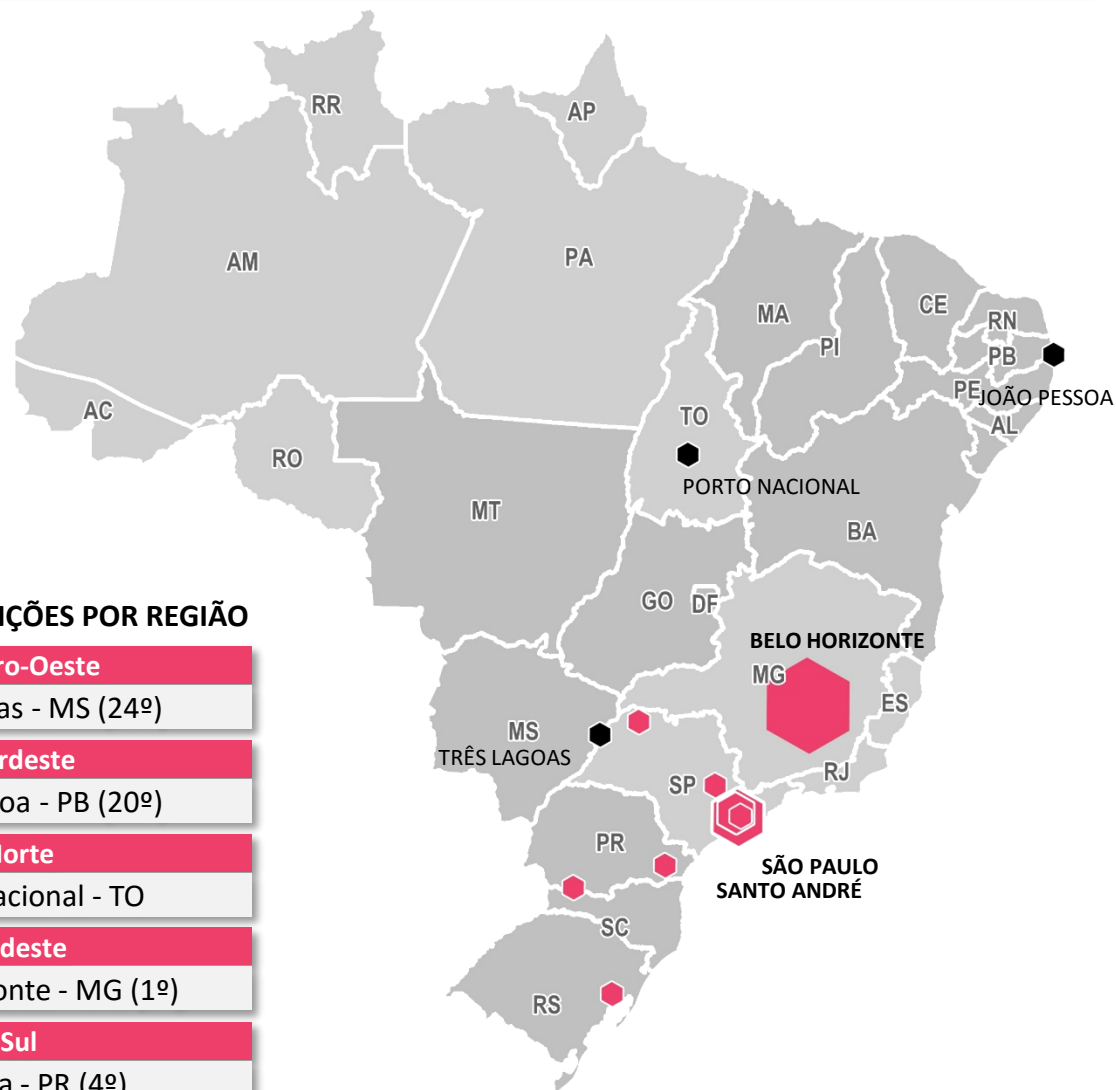 RR
AP
AM
PA
MA
CE
RN
PI
PB
PE
JOÃO PESSOA
AC
TO
AL
RO
PORTO NACIONAL
MT
BA
GO
DF
IÇÕES POR REGIÃO
BELO HORIZONTE
ro-Oeste
MG
as - MS (24º)
ES
MS
TRÊS LAGOAS
rdeste
RJ
SP
oa - PB (20º)
orte
PR
SÃO PAULO
acional - TO
SANTO ANDRÉ
deste
SC
onte - MG (1º)
RS
Sul
a - PR (4º)